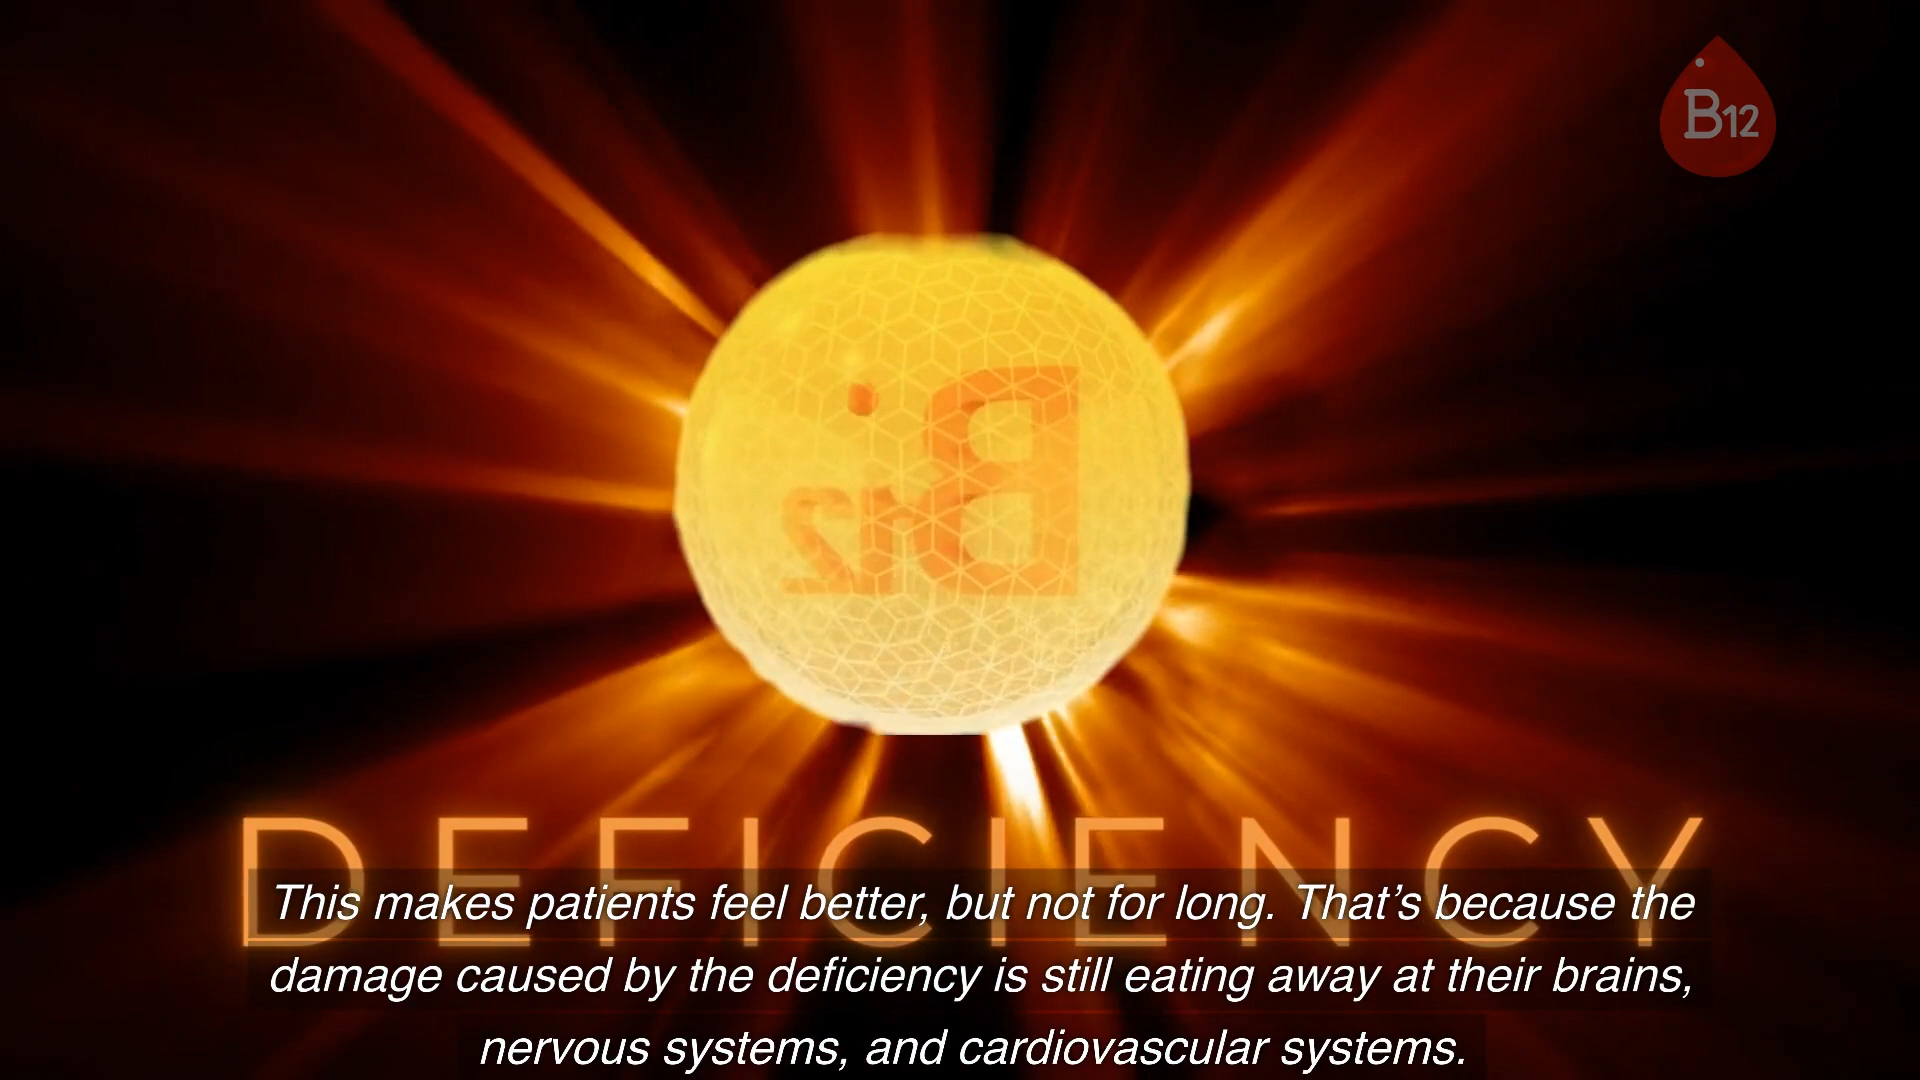 B12
B12
DEFICIENCY
This makes patients feel better, but not for long. That’s because the
damage caused by the deficiency is still eating away at their brains,
nervous systems, and cardiovascular systems.